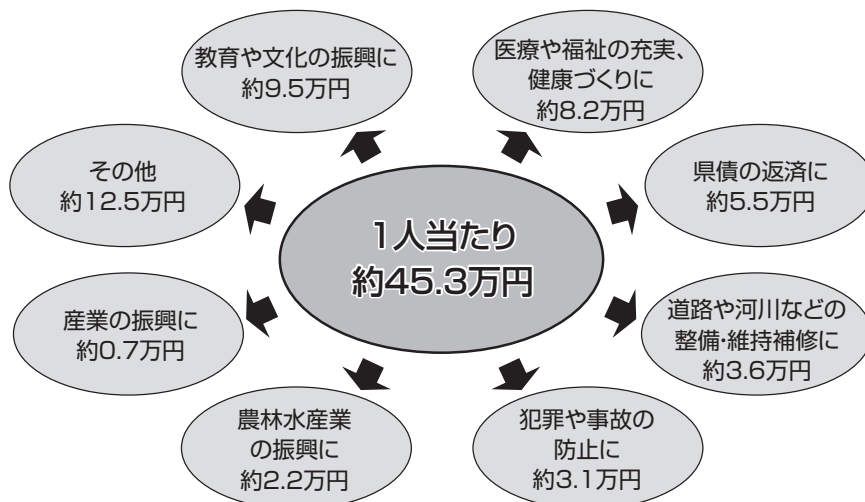 教育や文化の振興に
約9.5万円
医療や福祉の充実、
健康づくりに
約8.2万円
その他
約12.5万円
県債の返済に
約5.5万円
1人当たり
約45.3万円
産業の振興に
約0.7万円
道路や河川などの
整備・維持補修に
約3.6万円
農林水産業
の振興に
約2.2万円
犯罪や事故の
防止に
約3.1万円